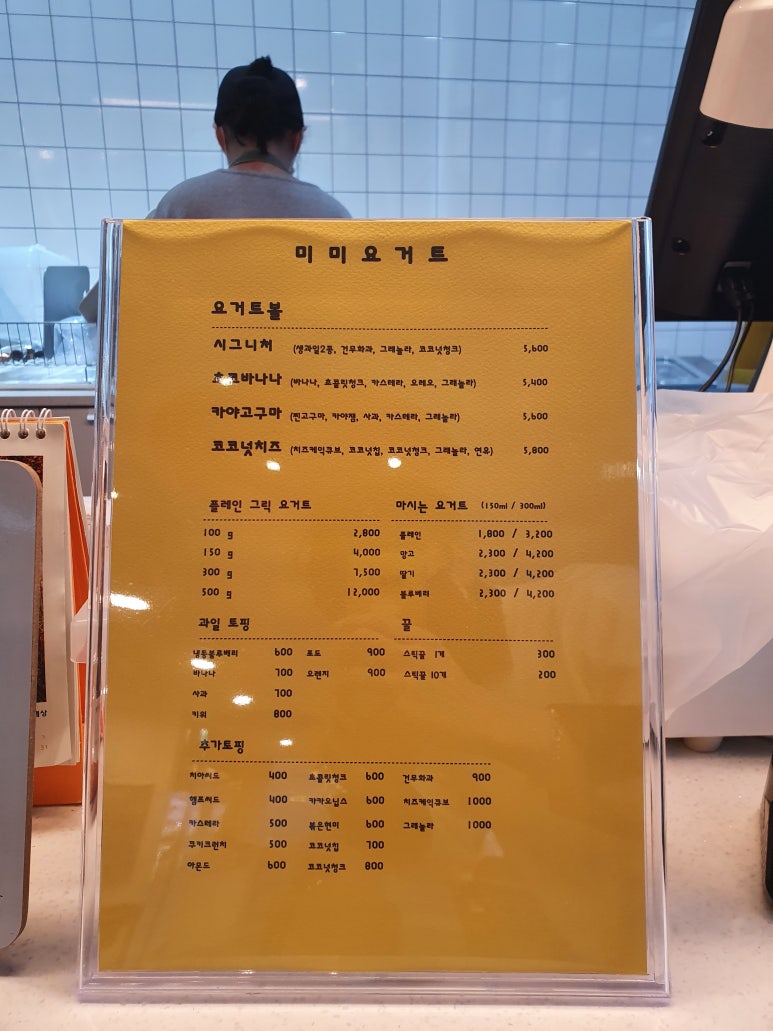 미미요거트
요거트볼
시그니처 (생과일2종, 건무화과, 그래놀라, 코코넛청크) 5,600
초코바나나 (바나나, 초콜릿청크, 카스테라, 오레오, 그래놀라) 5,400
카야고구마 (찐고구마, 카야잼, 사과, 카스테라, 그래놀라) 5,600
코코넛치즈 (치즈케익큐브, 코코넛칩, 코코넛청크, 그래놀라, 연유) 5,800
플레인 그릭 요거트
100 g 2,800
150 g 4,000
300 g 7,500
500 g 12,000
마시는 요거트 (150ml / 300ml)
플레인 1,800 / 3,200
망고 2,300 / 4,200
딸기 2,300 / 4,200
블루베리 2,300 / 4,200
과일 토핑
냉동블루베리 600 포도 900
바나나 700 오렌지 900
사과 700
키위 800
꿀
스틱꿀 1개 300
스틱꿀 10개 200
추가토핑
치아씨드 400 초콜릿청크 600 건무화과 900
햄프씨드 400 카카오닙스 600 치즈케익큐브 1000
카스테라 500 볶은현미 600 그래놀라 1000
쿠키크런치 500 코코넛칩 700
아몬드 600 코코넛청크 800